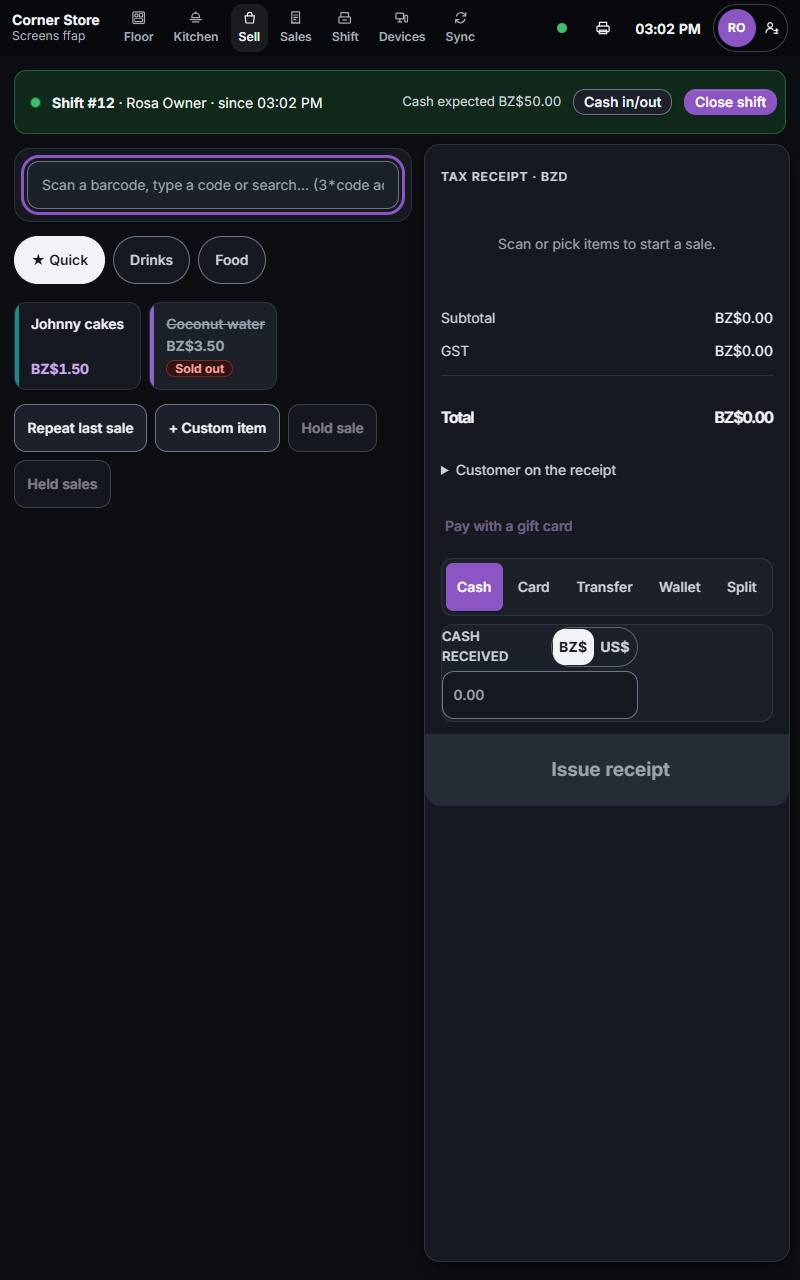 Corner Store
Screens ffap
Floor
Kitchen
Sell
Sales
Shift
Devices
Sync
03:02 PM
RO
Shift #12 · Rosa Owner · since 03:02 PM
Cash expected BZ$50.00
Cash in/out
Close shift
Scan a barcode, type a code or search... (3*code a
★ Quick
Drinks
Food
Johnny cakes
BZ$1.50
Coconut water
BZ$3.50
Sold out
Repeat last sale
+ Custom item
Hold sale
Held sales
TAX RECEIPT · BZD
Scan or pick items to start a sale.
Subtotal BZ$0.00
GST BZ$0.00
Total BZ$0.00
Customer on the receipt
Pay with a gift card
Cash
Card
Transfer
Wallet
Split
CASH
RECEIVED
BZ$
US$
0.00
Issue receipt